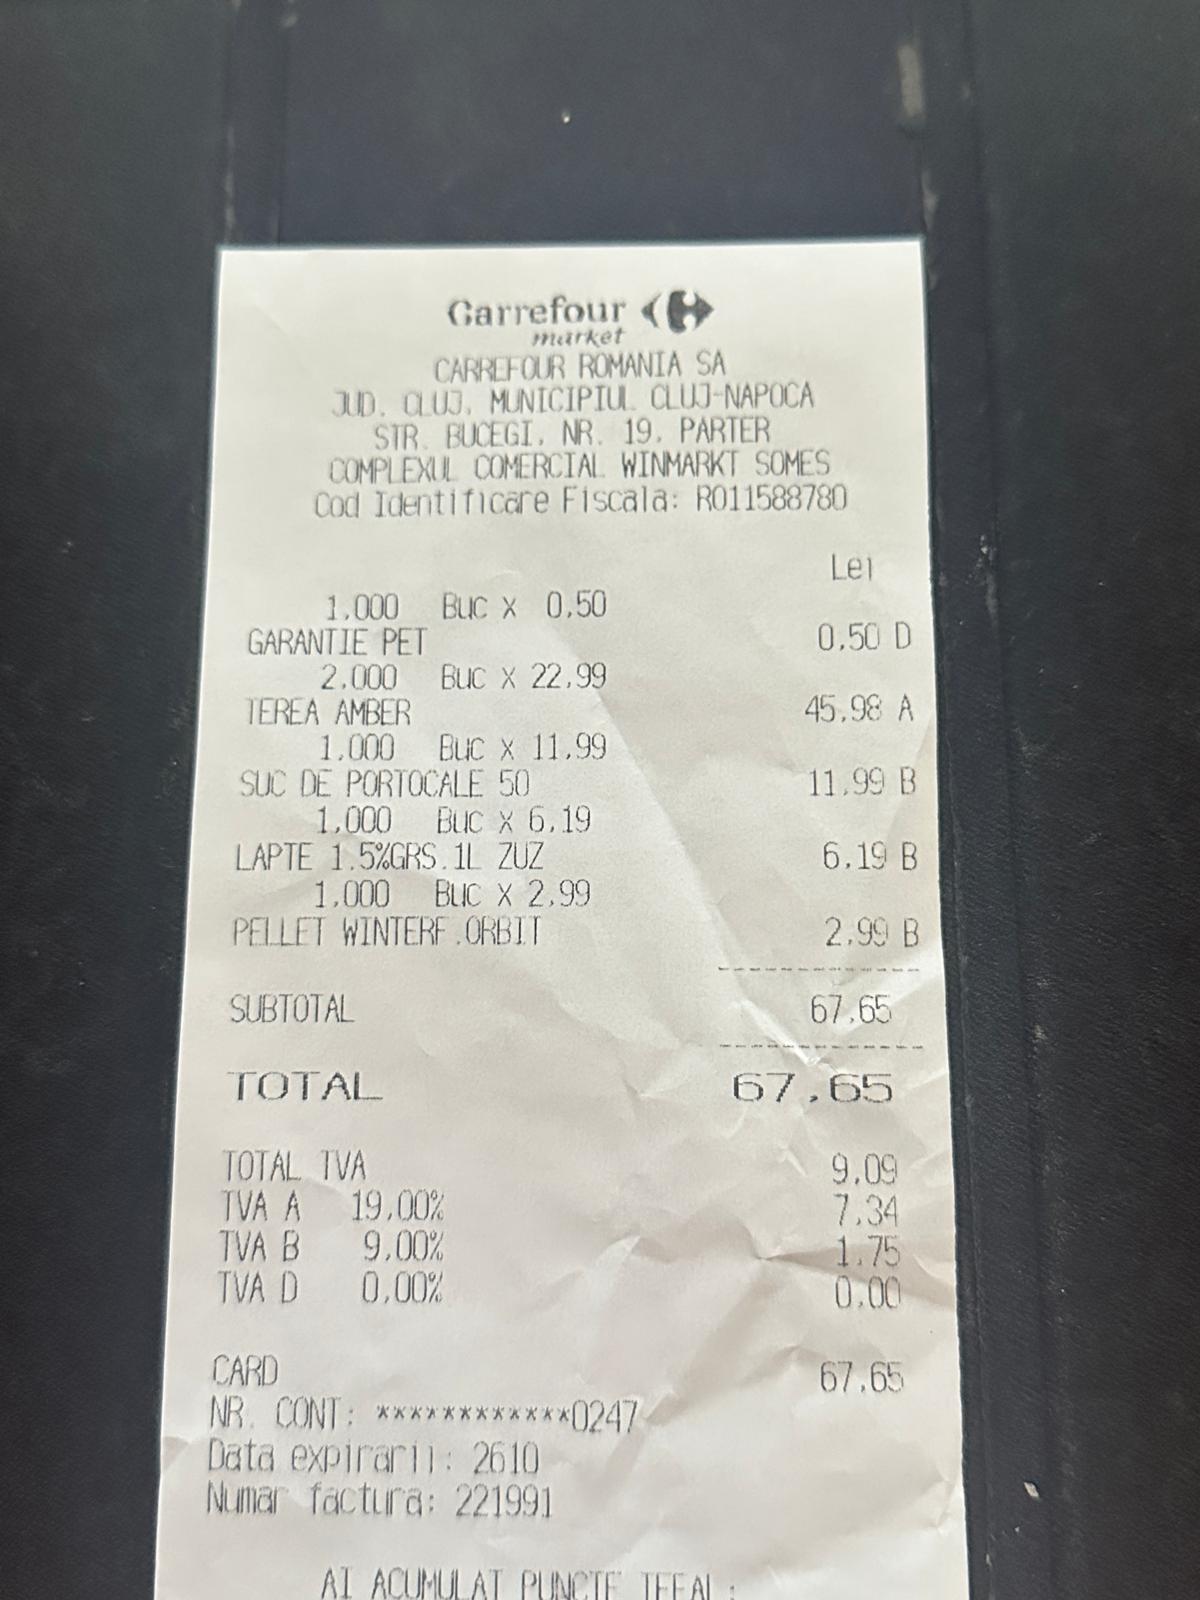 Carrefour
market
CARREFOUR ROMANIA SA
JUD. CLUJ, MUNICIPIUL CLUJ-NAPOCA
STR. BUCEGI, NR. 19, PARTER
COMPLEXUL COMERCIAL WINMARKT SOMES
Cod Identificare Fiscala: RO11588780
Lei
1,000 Buc X 0,50
GARANTIE PET 0,50 D
2,000 Buc X 22,99
TEREA AMBER 45,98 A
1,000 Buc X 11,99
SUC DE PORTOCALE 50 11,99 B
1,000 Buc X 6,19
LAPTE 1.5%GRS.1L ZUZ 6,19 B
1,000 Buc X 2,99
PELLET WINTERF.ORBIT 2,99 B
SUBTOTAL 67,65
TOTAL 67,65
TOTAL TVA 9,09
TVA A 19,00% 7,34
TVA B 9,00% 1,75
TVA D 0,00% 0,00
CARD 67,65
NR. CONT: ************0247
Data expirarii: 2610
Numar factura: 221991
AI ACUMULAT PUNCTE IEEAL: